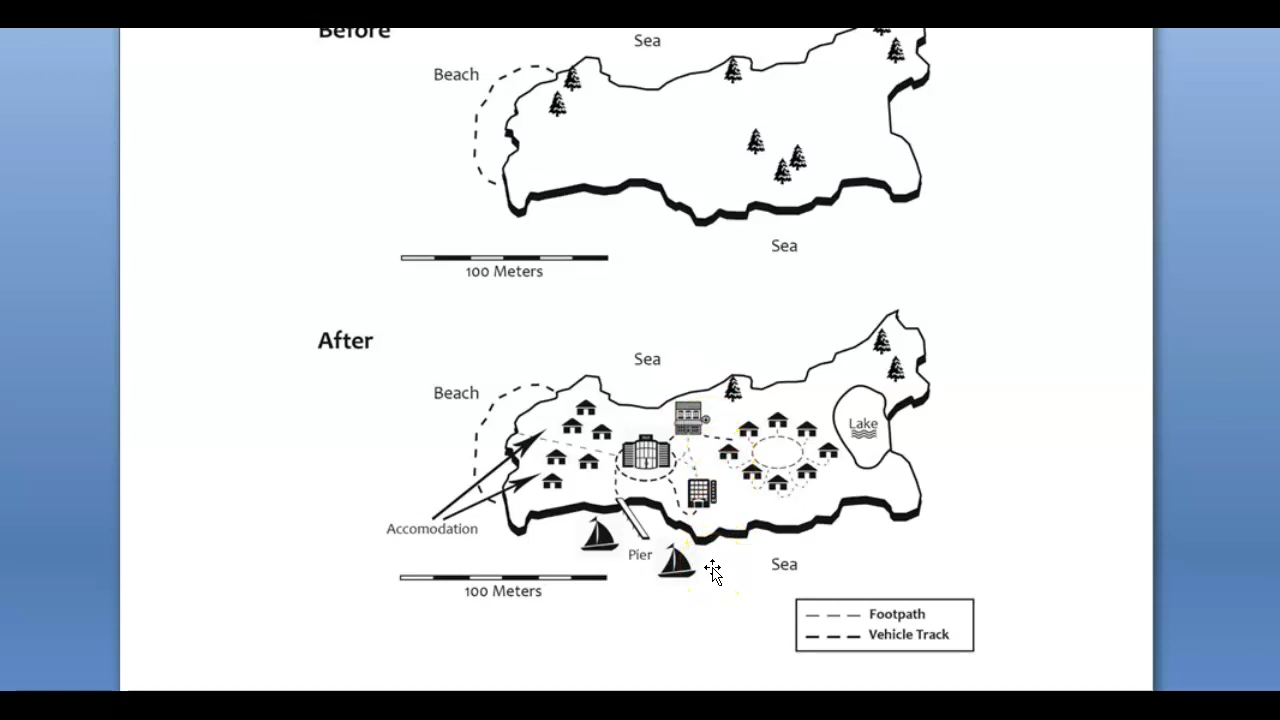 Before
Sea
Beach
Sea
100 Meters
After
Sea
Beach
Lake
Accomodation
Pier
Sea
100 Meters
Footpath
Vehicle Track